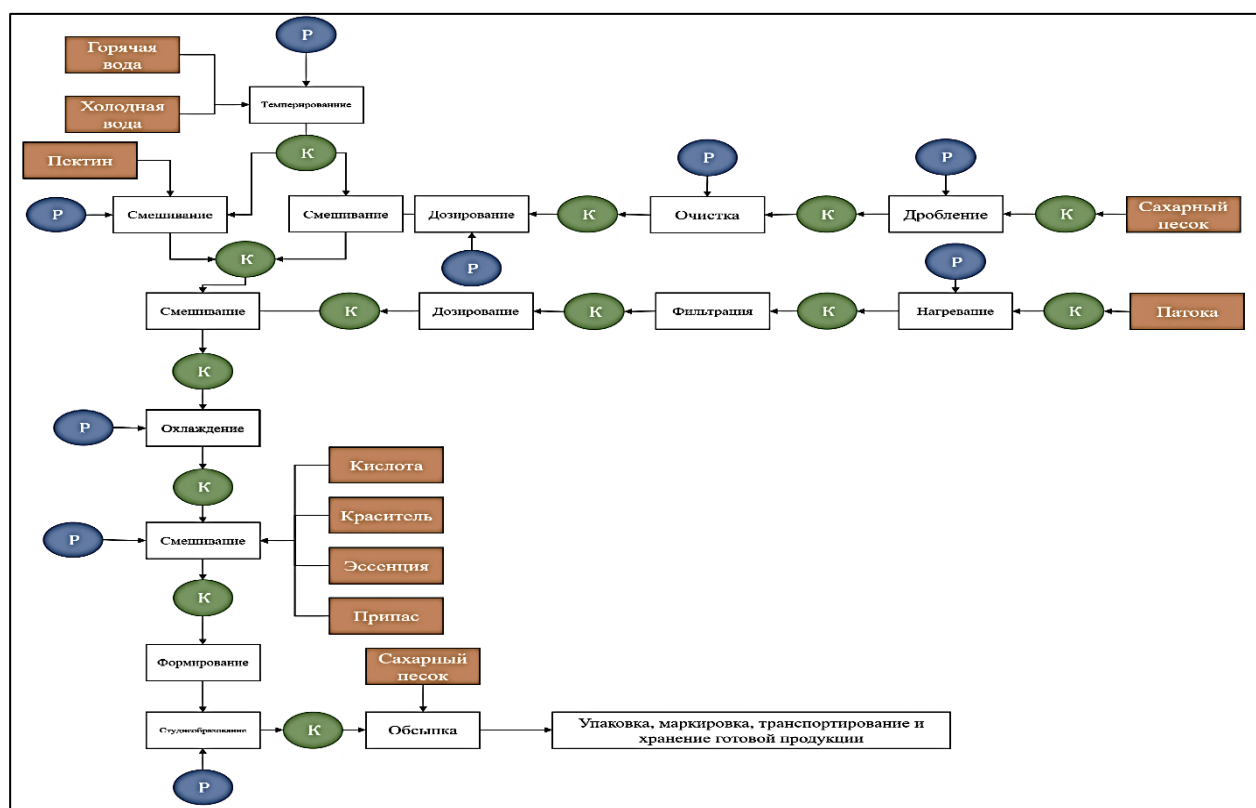 Р
Горячая
вода
Темперирование
Холодная
вода
К
Пектин
Р
Р
Р
Смешивание
Смешивание
Дозирование
К
Очистка
К
Дробление
К
Сахарный
песок
К
Р
Р
Смешивание
К
Дозирование
К
Фильтрация
К
Нагревание
К
Патока
К
Р
Охлаждение
Кислота
К
Краситель
Р
Смешивание
Эссенция
К
Припас
Формирование
Сахарный
песок
Студнеобразование
К
Обсыпка
Упаковка, маркировка, транспортирование и
хранение готовой продукции
Р